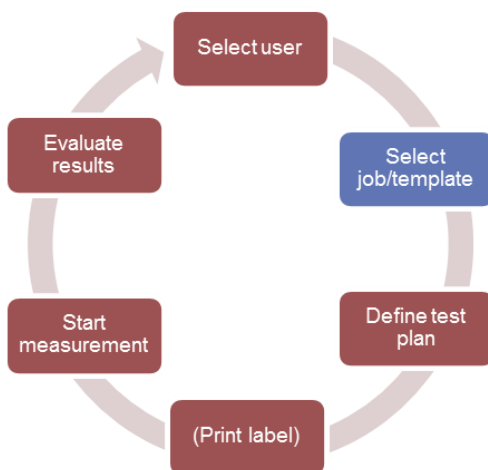 Select user
Select
job/template
Define test
plan
(Print label)
Start
measurement
Evaluate
results